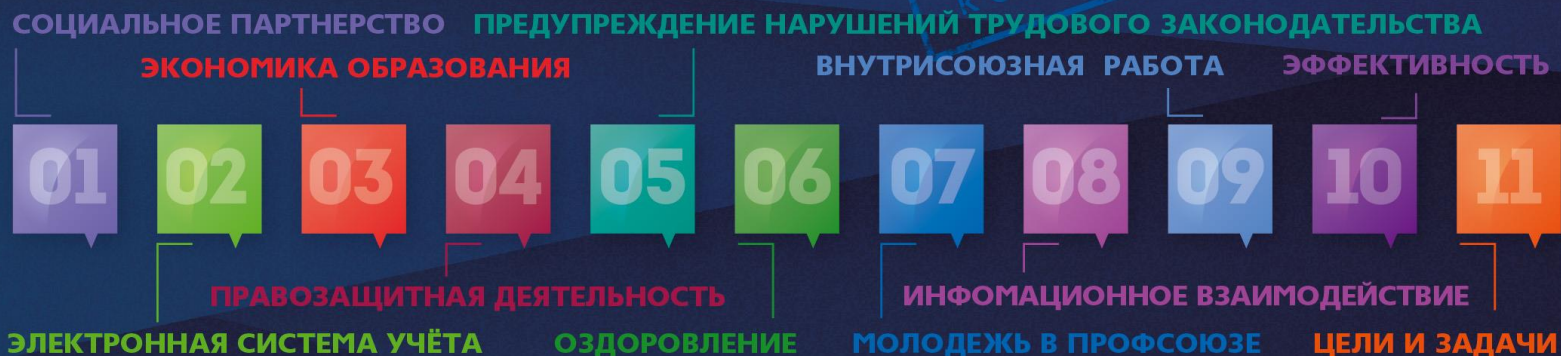 СОЦИАЛЬНОЕ ПАРТНЕРСТВО
ПРЕДУПРЕЖДЕНИЕ НАРУШЕНИЙ ТРУДОВОГО ЗАКОНОДАТЕЛЬСТВА
ЭКОНОМИКА ОБРАЗОВАНИЯ
ВНУТРИСОЮЗНАЯ РАБОТА
ЭФФЕКТИВНОСТЬ
01 02 03 04 05 06 07 08 09 10 11
ПРАВОЗАЩИТНАЯ ДЕЯТЕЛЬНОСТЬ
ИНФОМАЦИОННОЕ ВЗАИМОДЕЙСТВИЕ
ЭЛЕКТРОННАЯ СИСТЕМА УЧЁТА
ОЗДОРОВЛЕНИЕ
МОЛОДЕЖЬ В ПРОФСОЮЗЕ
ЦЕЛИ И ЗАДАЧИ